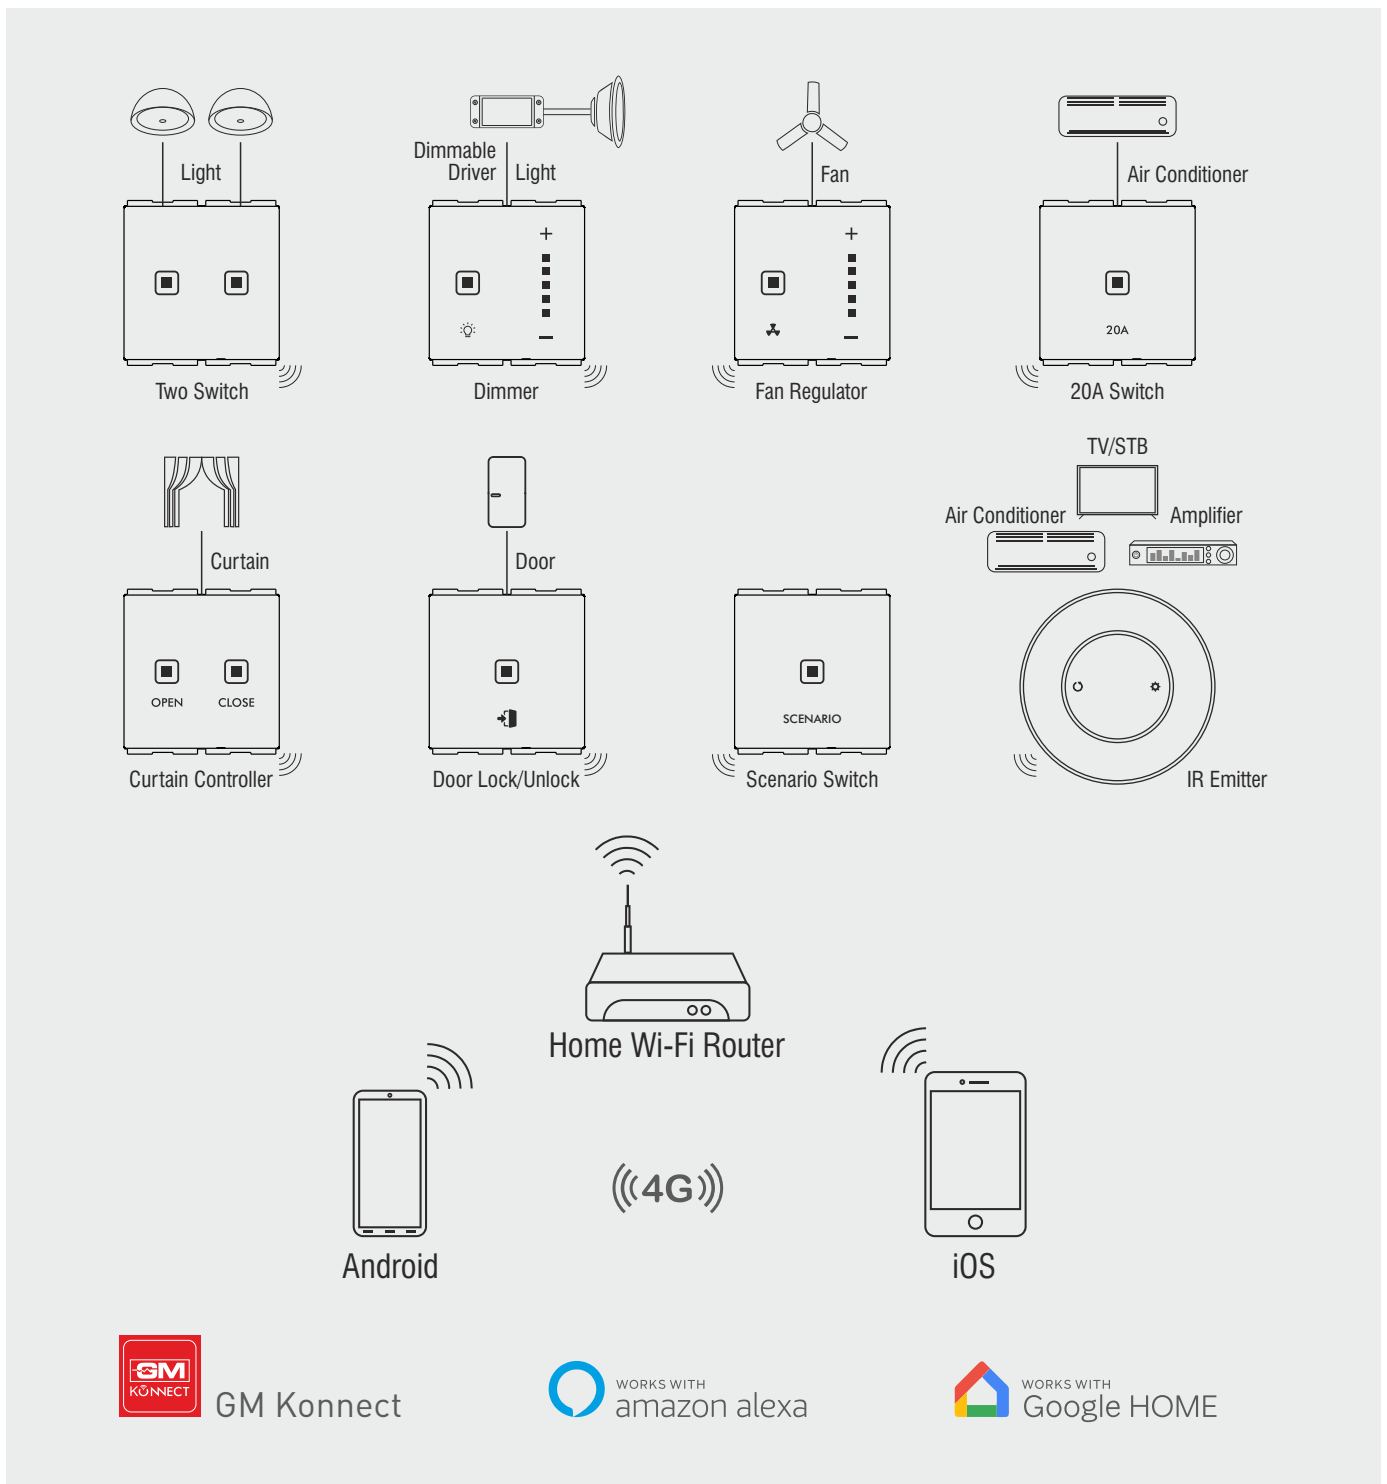 Light
Dimmable
Driver
Light
Fan
Air Conditioner
20A
Two Switch
Dimmer
Fan Regulator
20A Switch
TV/STB
Air Conditioner
Amplifier
Curtain
Door
OPEN
CLOSE
SCENARIO
Curtain Controller
Door Lock/Unlock
Scenario Switch
IR Emitter
Home Wi-Fi Router
4G
Android
iOS
GM
KONNECT
GM Konnect
WORKS WITH
amazon alexa
WORKS WITH
Google HOME